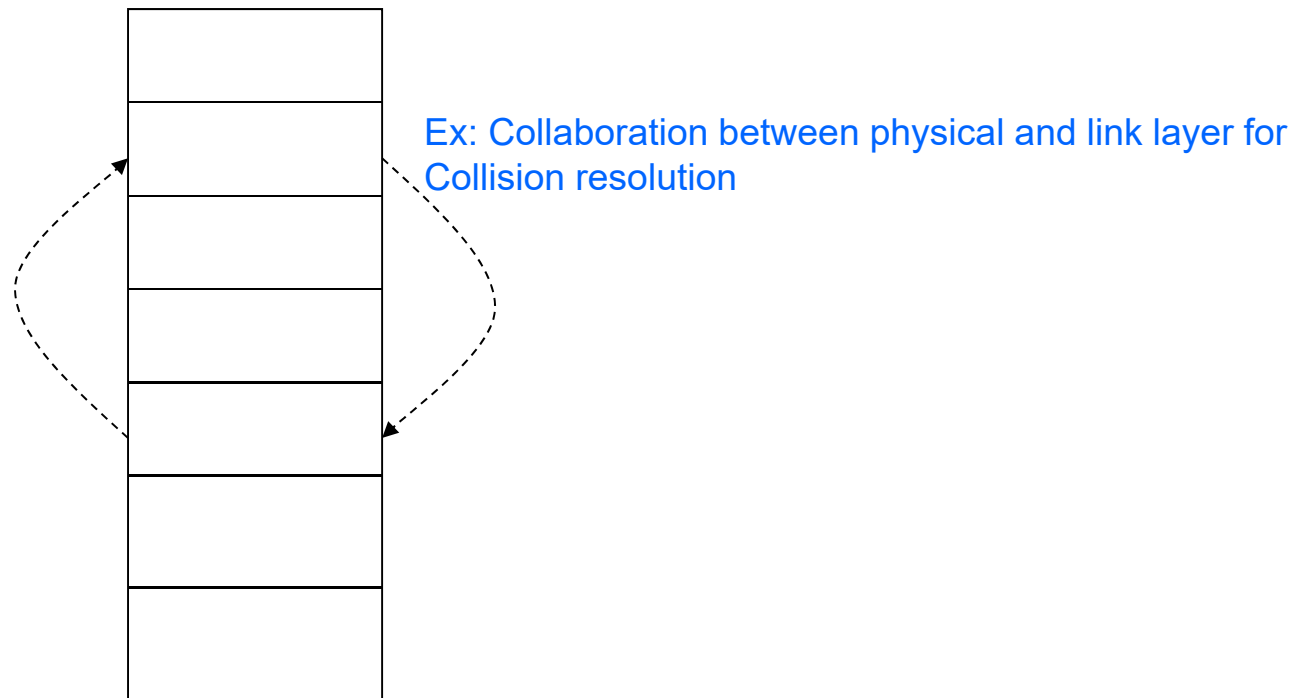 Ex: Collaboration between physical and link layer for
Collision resolution